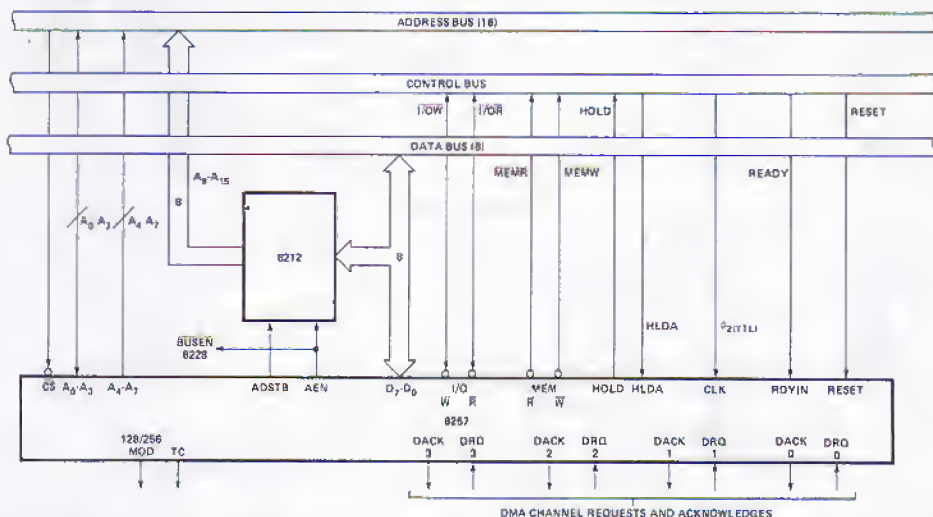 ADDRESS BUS (16)
CONTROL BUS
I/OW I/OR HOLD RESET
DATA BUS (8)
A8-A15 MEMR MEMW READY
8 A0 A3 A4 A7 8212 8
HLDA φ2(TTL)
BUSEN
8228
CS A0-A3 A4-A7 ADSTB AEN D7-D0 I/O MEM HOLD HLDA CLK RDYIN RESET
W R R W
8257
128/256 DACK DRQ DACK DRQ DACK DRQ DACK DRQ
MOD TC 3 3 2 2 1 1 0 0
DMA CHANNEL REQUESTS AND ACKNOWLEDGES